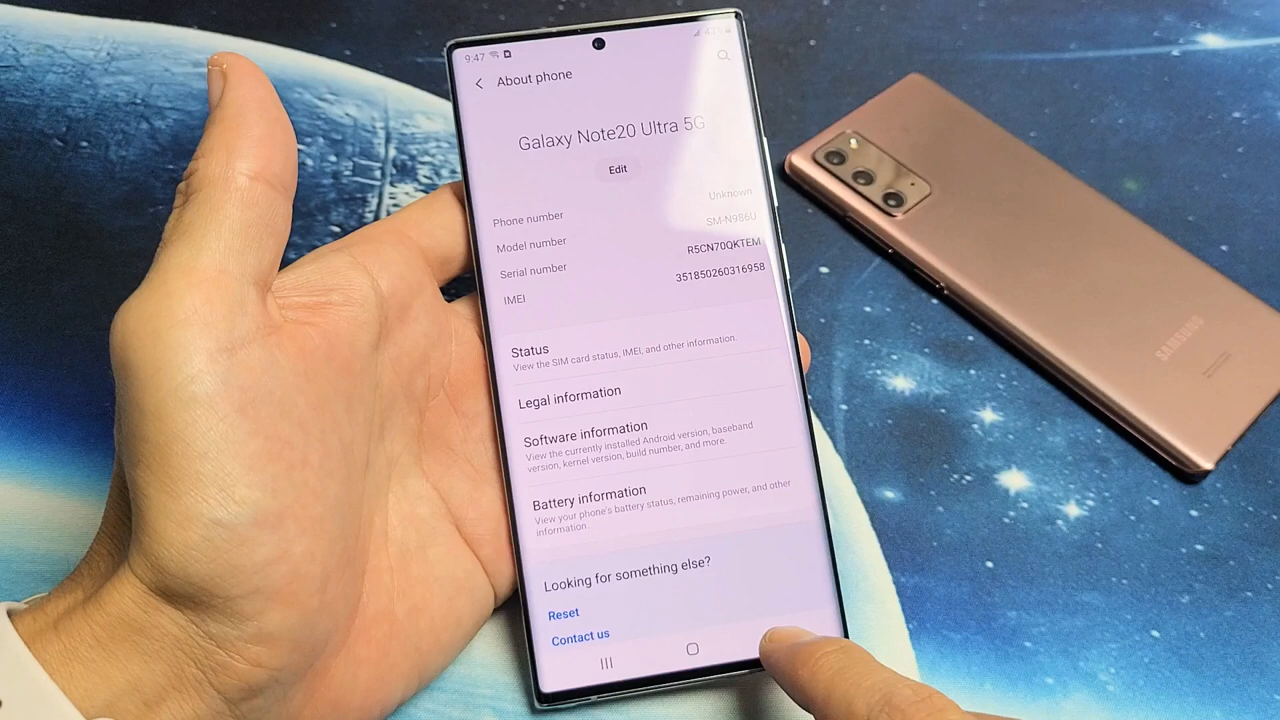 9:47
About phone
Galaxy Note20 Ultra 5G
Edit
Phone number Unknown
Model number SM-N986U
Serial number R5CN70QKTEM
IMEI 351850260316958
Status
View the SIM card status, IMEI, and other information.
Legal information
Software information
View the currently installed Android version, baseband
version, kernel version, build number, and more.
Battery information
View your phone's battery status, remaining power, and other
information.
Looking for something else?
Reset
Contact us
SAMSUNG